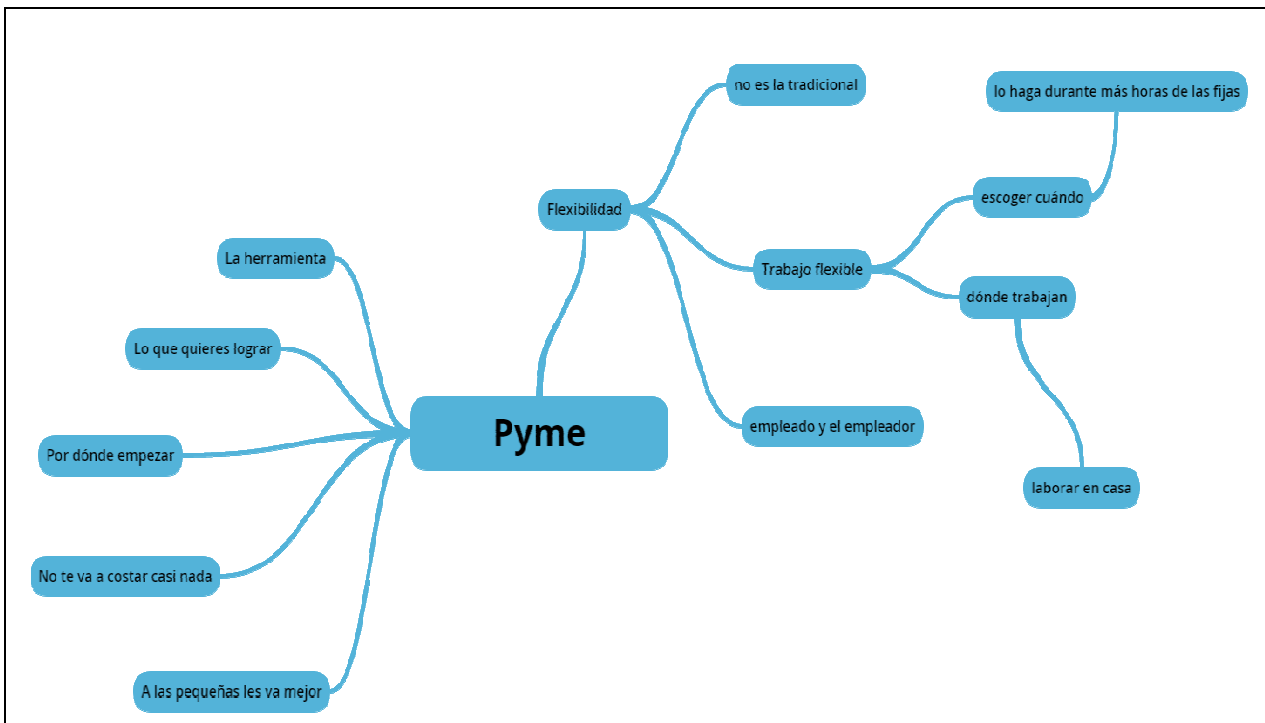 no es la tradicional
lo haga durante más horas de las fijas
escoger cuándo
Flexibilidad
La herramienta
Trabajo flexible
dónde trabajan
Lo que quieres lograr
empleado y el empleador
Pyme
Por dónde empezar
laborar en casa
No te va a costar casi nada
A las pequeñas les va mejor